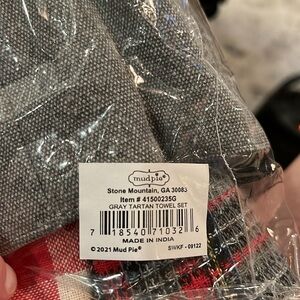 mudpie®
Stone Mountain, GA 30083
Item # 41500235G
GRAY TARTAN TOWEL SET
7 18540 71032 6
MADE IN INDIA
© 2021 Mud Pie® SWKF - 09122